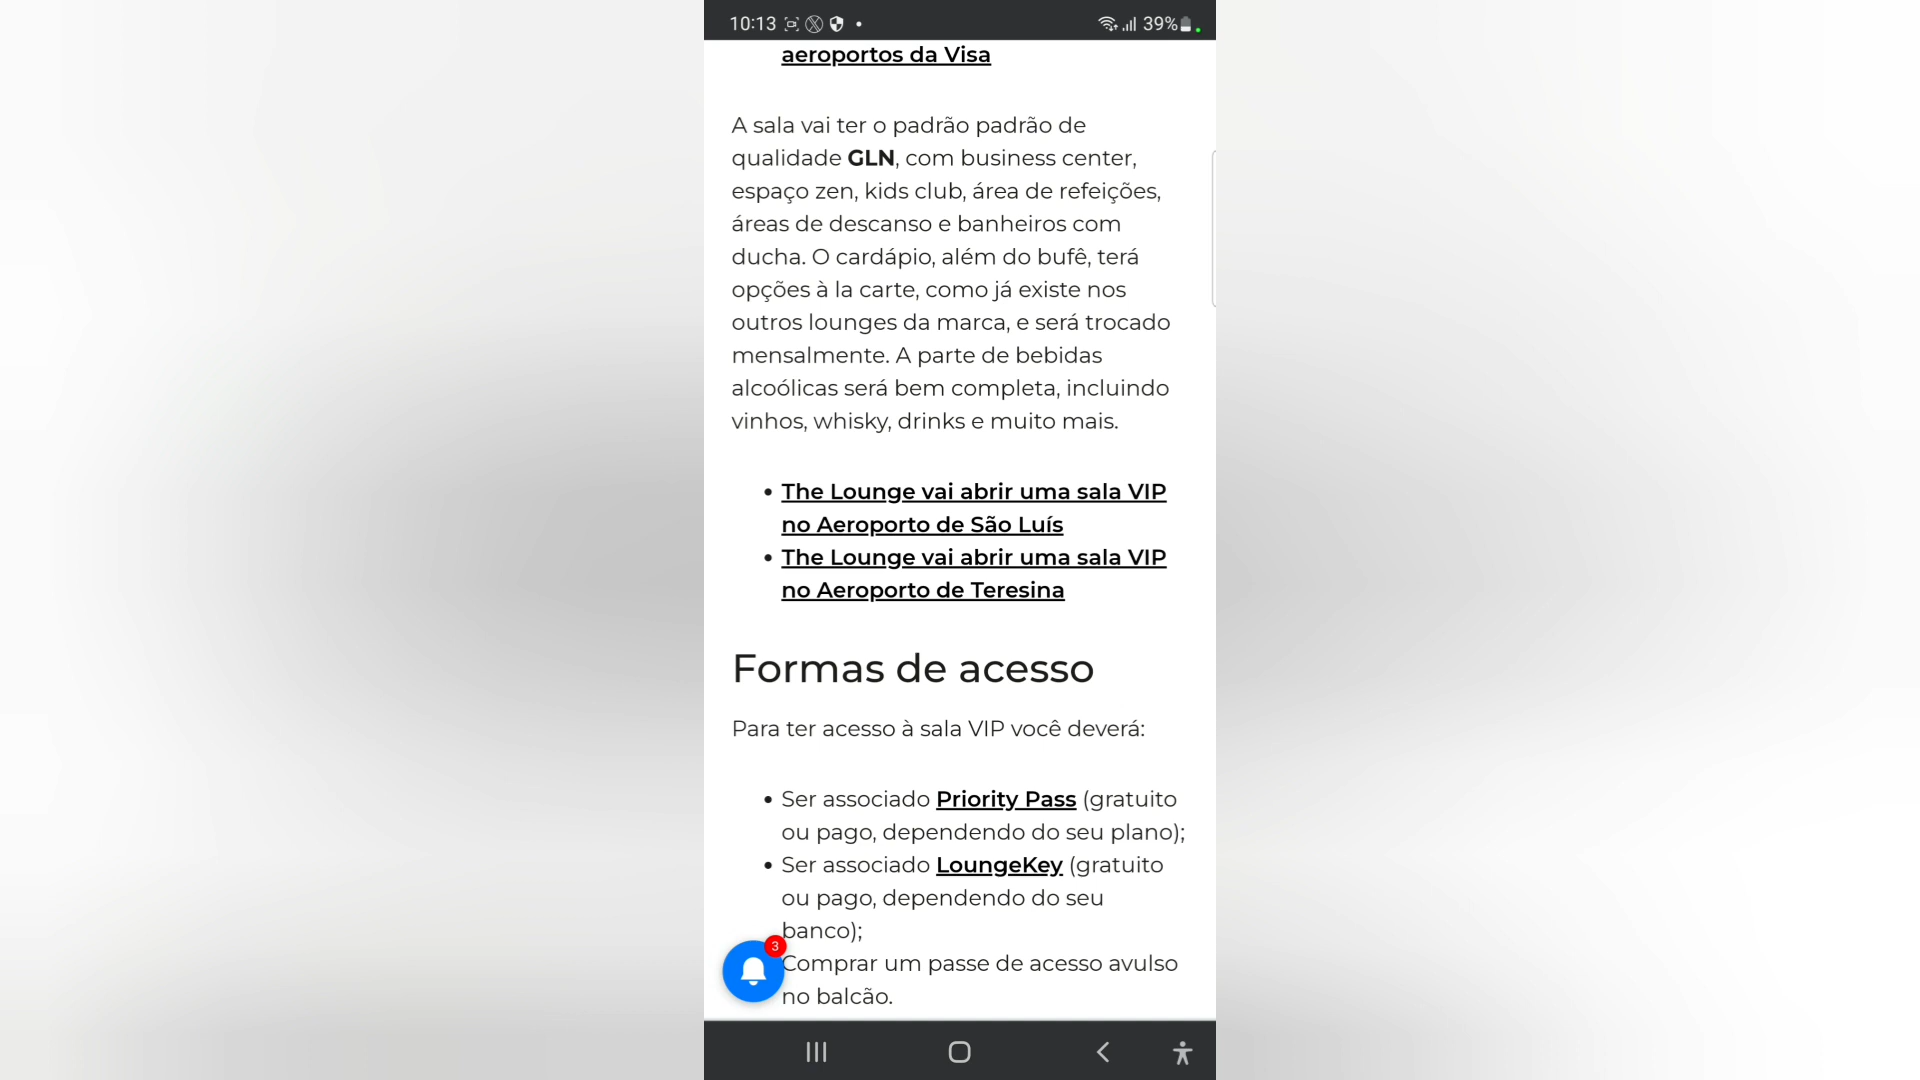 10:13
39%
aeroportos da Visa
A sala vai ter o padrão padrão de
qualidade GLN, com business center,
espaço zen, kids club, área de refeições,
áreas de descanso e banheiros com
ducha. O cardápio, além do bufê, terá
opções à la carte, como já existe nos
outros lounges da marca, e será trocado
mensalmente. A parte de bebidas
alcoólicas será bem completa, incluindo
vinhos, whisky, drinks e muito mais.
• The Lounge vai abrir uma sala VIP
no Aeroporto de São Luís
• The Lounge vai abrir uma sala VIP
no Aeroporto de Teresina
Formas de acesso
Para ter acesso à sala VIP você deverá:
• Ser associado Priority Pass (gratuito
ou pago, dependendo do seu plano);
• Ser associado LoungeKey (gratuito
ou pago, dependendo do seu
banco);
3
Comprar um passe de acesso avulso
no balcão.